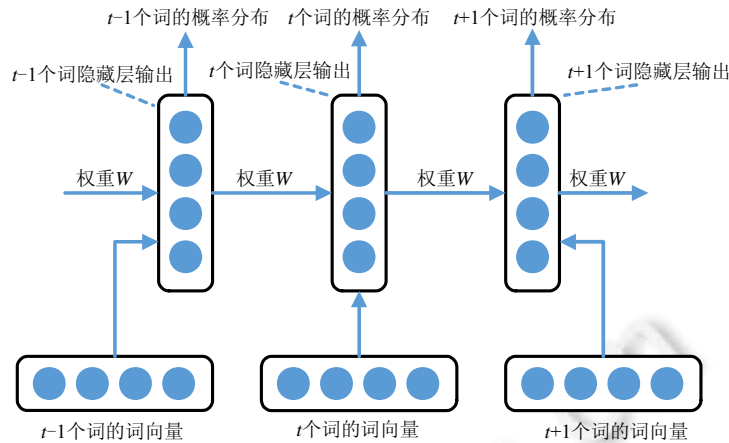 t−1个词的概率分布
t个词的概率分布
t+1个词的概率分布
t−1个词隐藏层输出
t个词隐藏层输出
t+1个词隐藏层输出
权重W
权重W
权重W
权重W
t−1个词的词向量
t个词的词向量
t+1个词的词向量